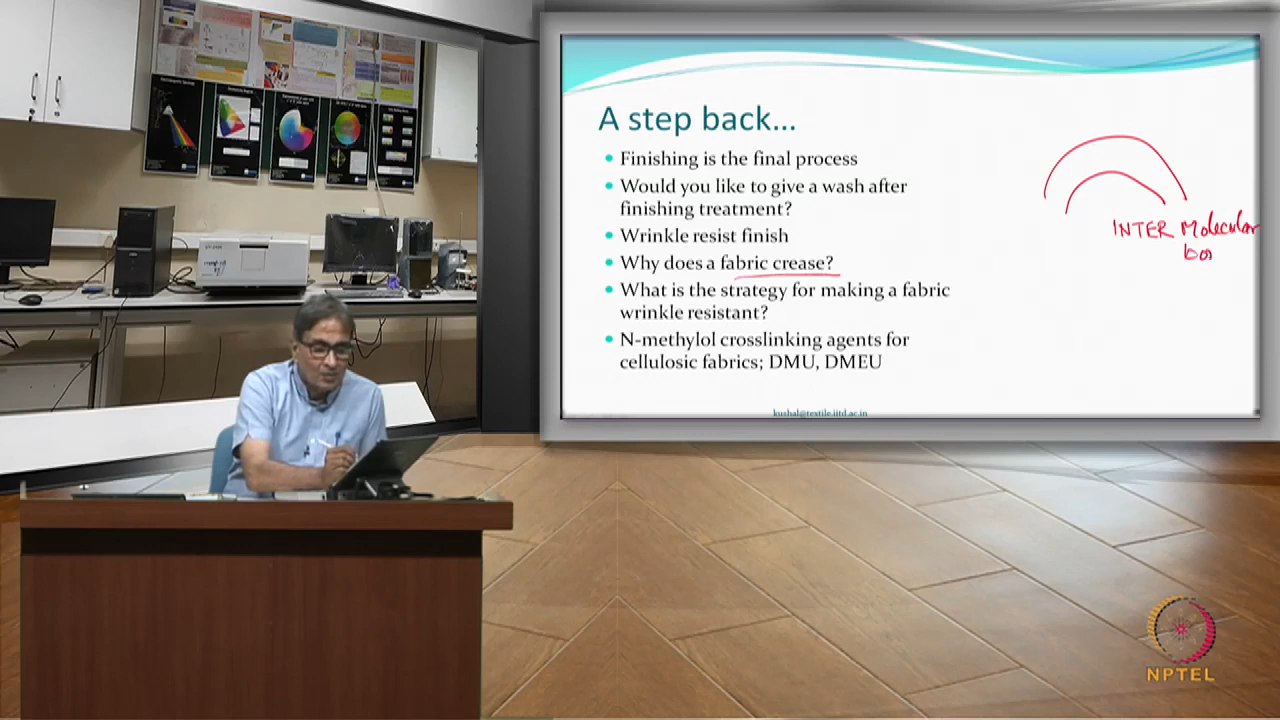 A step back...
Finishing is the final process
Would you like to give a wash after
finishing treatment?
Wrinkle resist finish
Why does a fabric crease?
What is the strategy for making a fabric
wrinkle resistant?
N-methylol crosslinking agents for
cellulosic fabrics; DMU, DMEU
INTER Molecular
bon
kushal@textile.iitd.ac.in
NPTEL